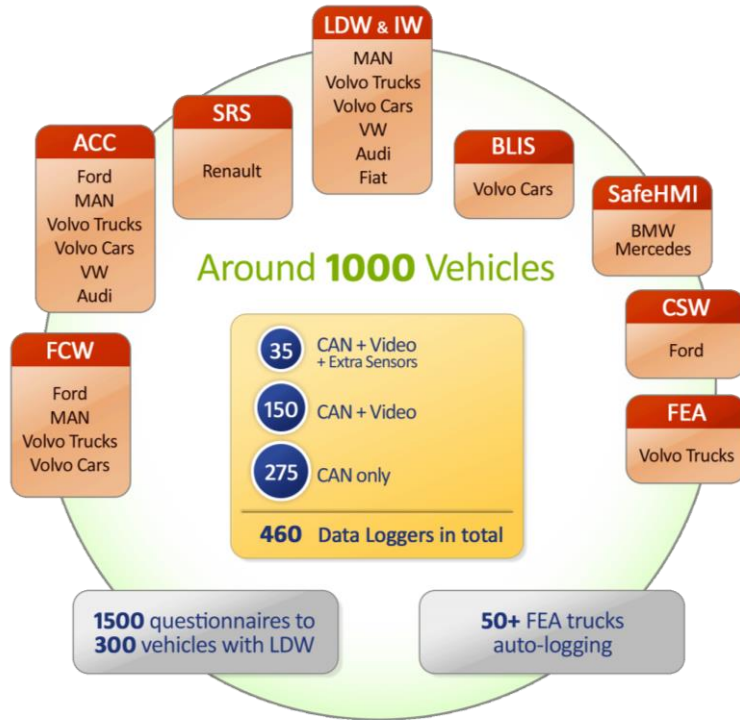 LDW & IW
MAN
Volvo Trucks
Volvo Cars
VW
Audi
Fiat
SRS
Renault
ACC
Ford
MAN
Volvo Trucks
Volvo Cars
VW
Audi
BLIS
Volvo Cars
SafeHMI
BMW
Mercedes
Around 1000 Vehicles
CSW
Ford
FCW
Ford
MAN
Volvo Trucks
Volvo Cars
35 CAN + Video
+ Extra Sensors
150 CAN + Video
275 CAN only
460 Data Loggers in total
FEA
Volvo Trucks
1500 questionnaires to
300 vehicles with LDW
50+ FEA trucks
auto-logging